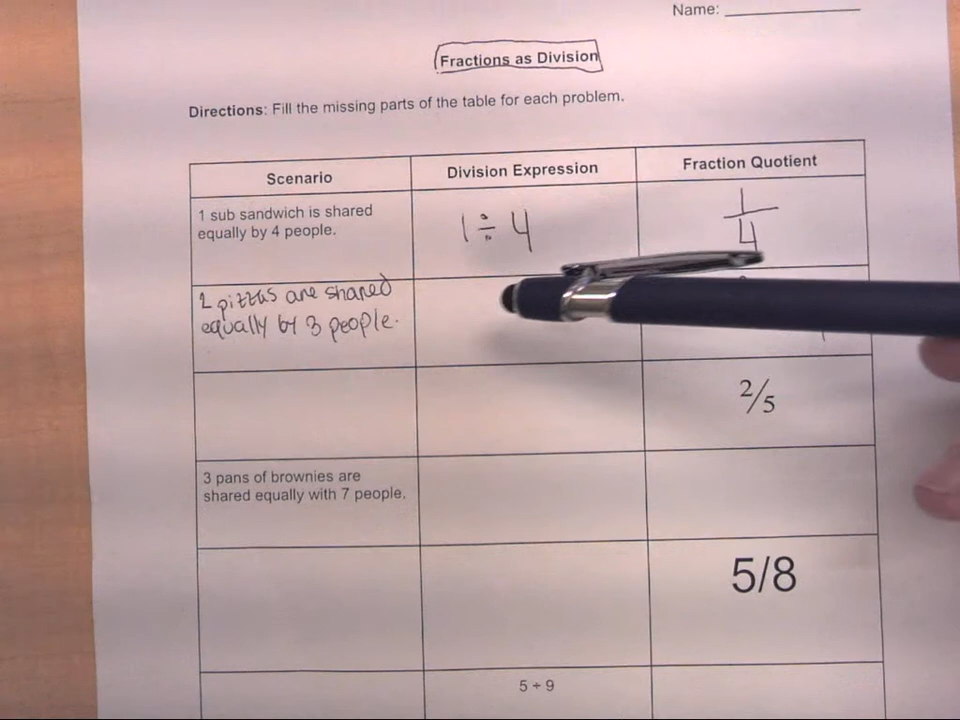 Name:
Fractions as Division
Directions: Fill the missing parts of the table for each problem.
Scenario
Division Expression
Fraction Quotient
1 sub sandwich is shared
equally by 4 people.
1 ÷ 4
1
4
2 pizzas are shared
equally by 3 people.
2/5
3 pans of brownies are
shared equally with 7 people.
5/8
5 ÷ 9